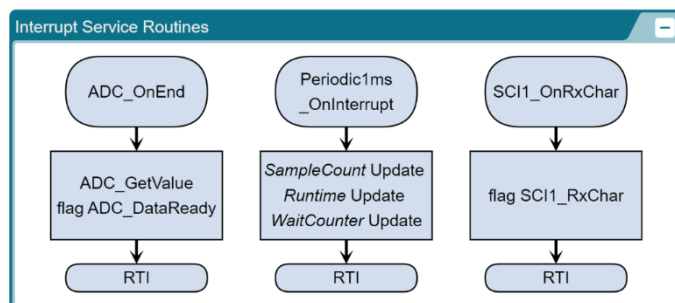 Interrupt Service Routines
ADC_OnEnd
ADC_GetValue
flag ADC_DataReady
RTI
Periodic1ms
_OnInterrupt
SampleCount Update
Runtime Update
WaitCounter Update
RTI
SCI1_OnRxChar
flag SCI1_RxChar
RTI